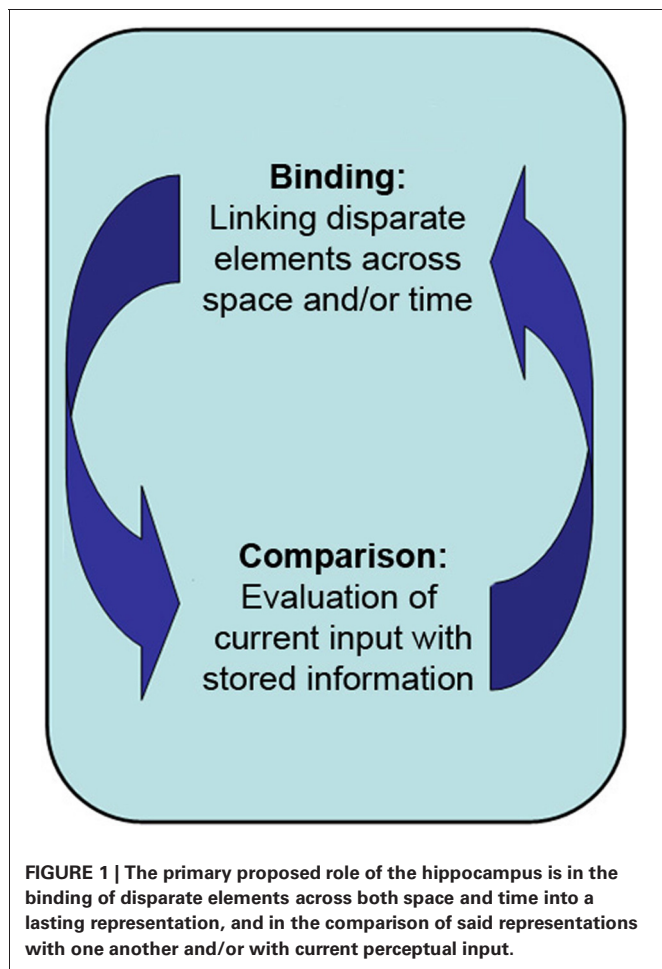 Binding:
Linking disparate
elements across
space and/or time
Comparison:
Evaluation of
current input with
stored information
FIGURE 1 | The primary proposed role of the hippocampus is in the
binding of disparate elements across both space and time into a
lasting representation, and in the comparison of said representations
with one another and/or with current perceptual input.